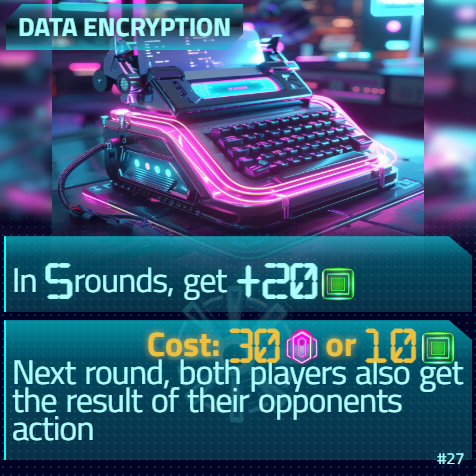 DATA ENCRYPTION
In 5 rounds, get +20
Cost: 30 or 10
Next round, both players also get
the result of their opponents
action
#27